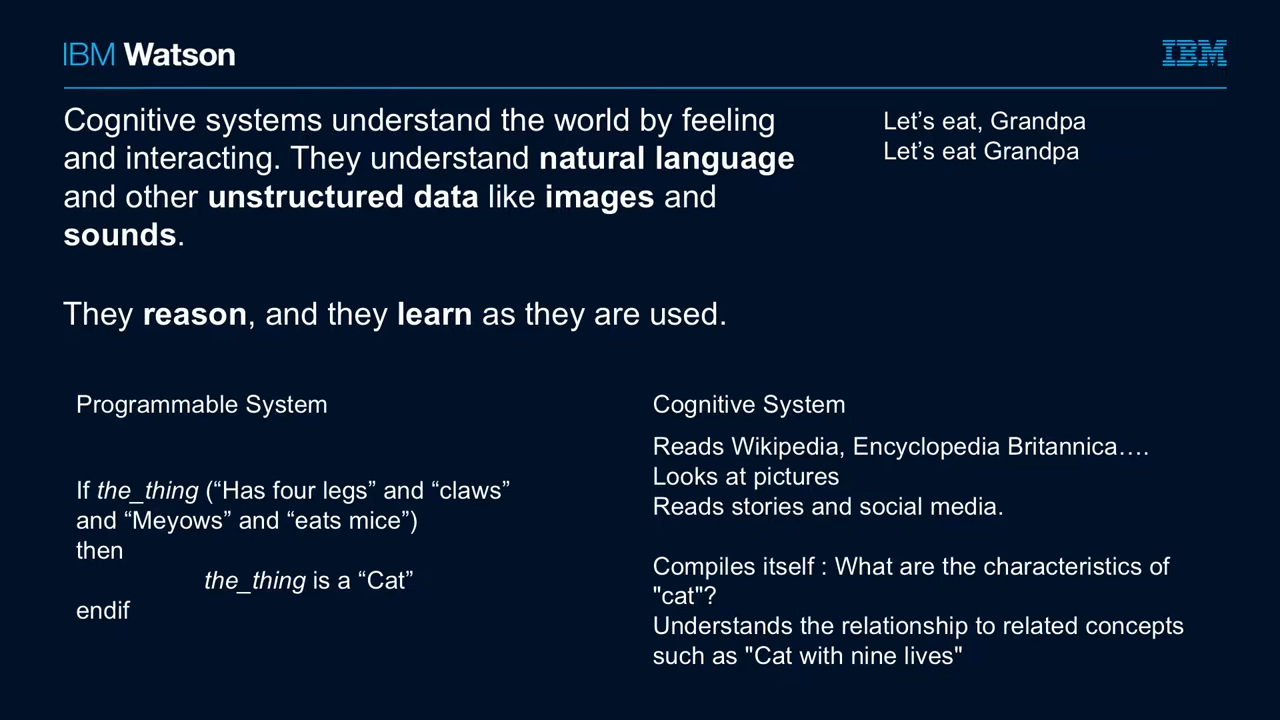 IBM Watson
IBM
Cognitive systems understand the world by feeling
and interacting. They understand natural language
and other unstructured data like images and
sounds.
They reason, and they learn as they are used.
Let’s eat, Grandpa
Let’s eat Grandpa
Programmable System
If the_thing (“Has four legs” and “claws”
and “Meyows” and “eats mice”)
then
the_thing is a “Cat”
endif
Cognitive System
Reads Wikipedia, Encyclopedia Britannica….
Looks at pictures
Reads stories and social media.
Compiles itself : What are the characteristics of
"cat"?
Understands the relationship to related concepts
such as "Cat with nine lives"